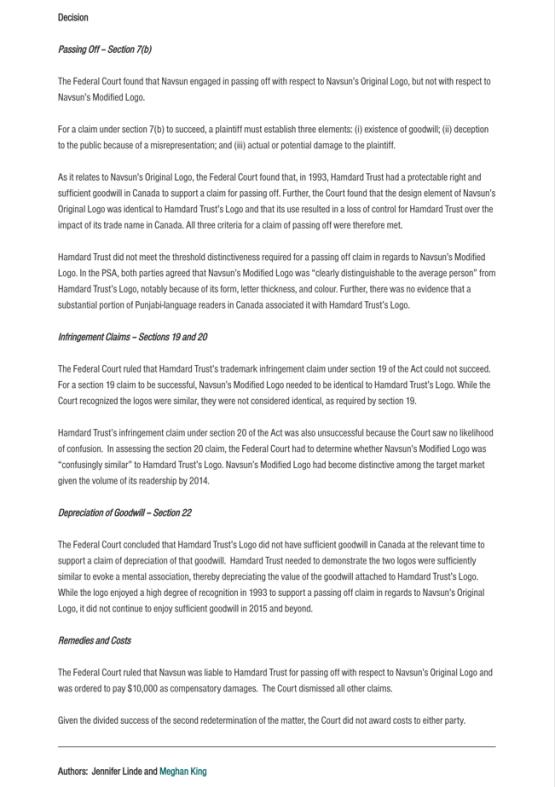 Decision
Passing Off – Section 7(b)
The Federal Court found that Navsun engaged in passing off with respect to Navsun's Original Logo, but not with respect to
Navsun's Modified Logo.
For a claim under section 7(b) to succeed, a plaintiff must establish three elements: (i) existence of goodwill; (ii) deception
to the public because of a misrepresentation; and (iii) actual or potential damage to the plaintiff.
As it relates to Navsun's Original Logo, the Federal Court found that, in 1993, Hamdard Trust had a protectable right and
sufficient goodwill in Canada to support a claim for passing off. Further, the Court found that the design element of Navsun's
Original Logo was identical to Hamdard Trust's Logo and that its use resulted in a loss of control for Hamdard Trust over the
impact of its trade name in Canada. All three criteria for a claim of passing off were therefore met.
Hamdard Trust did not meet the threshold distinctiveness required for a passing off claim in regards to Navsun's Modified
Logo. In the PSA, both parties agreed that Navsun's Modified Logo was "clearly distinguishable to the average person" from
Hamdard Trust's Logo, notably because of its form, letter thickness, and colour. Further, there was no evidence that a
substantial portion of Punjabi-language readers in Canada associated it with Hamdard Trust's Logo.
Infringement Claims – Sections 19 and 20
The Federal Court ruled that Hamdard Trust's trademark infringement claim under section 19 of the Act could not succeed.
For a section 19 claim to be successful, Navsun's Modified Logo needed to be identical to Hamdard Trust's Logo. While the
Court recognized the logos were similar, they were not considered identical, as required by section 19.
Hamdard Trust's infringement claim under section 20 of the Act was also unsuccessful because the Court saw no likelihood
of confusion. In assessing the section 20 claim, the Federal Court had to determine whether Navsun's Modified Logo was
"confusingly similar" to Hamdard Trust's Logo. Navsun's Modified Logo had become distinctive among the target market
given the volume of its readership by 2014.
Depreciation of Goodwill – Section 22
The Federal Court concluded that Hamdard Trust's Logo did not have sufficient goodwill in Canada at the relevant time to
support a claim of depreciation of that goodwill. Hamdard Trust needed to demonstrate the two logos were sufficiently
similar to evoke a mental association, thereby depreciating the value of the goodwill attached to Hamdard Trust's Logo.
While the logo enjoyed a high degree of recognition in 1993 to support a passing off claim in regards to Navsun's Original
Logo, it did not continue to enjoy sufficient goodwill in 2015 and beyond.
Remedies and Costs
The Federal Court ruled that Navsun was liable to Hamdard Trust for passing off with respect to Navsun's Original Logo and
was ordered to pay $10,000 as compensatory damages. The Court dismissed all other claims.
Given the divided success of the second redetermination of the matter, the Court did not award costs to either party.
Authors: Jennifer Linde and Meghan King